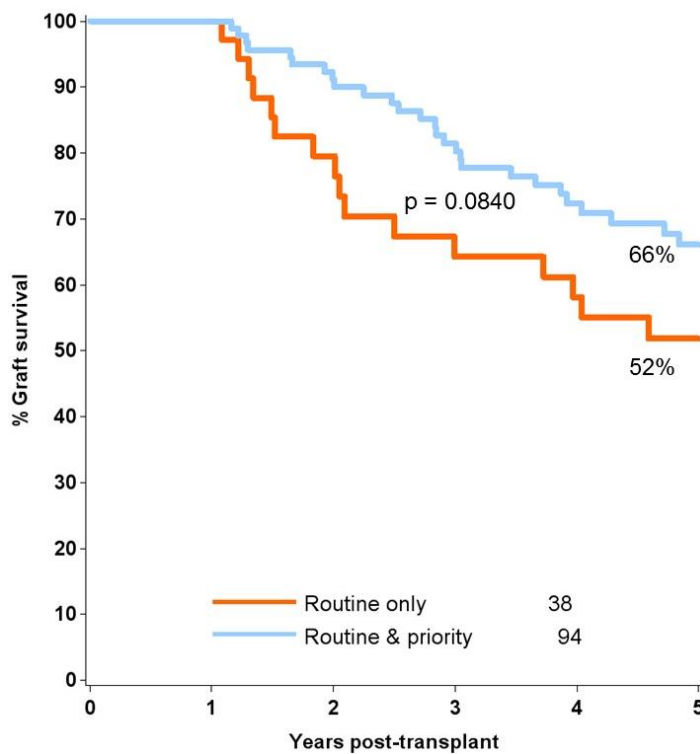 100
90
80
70
60
50
40
30
20
10
0
% Graft survival
p = 0.0840
66%
52%
Routine only 38
Routine & priority 94
0 1 2 3 4 5
Years post-transplant